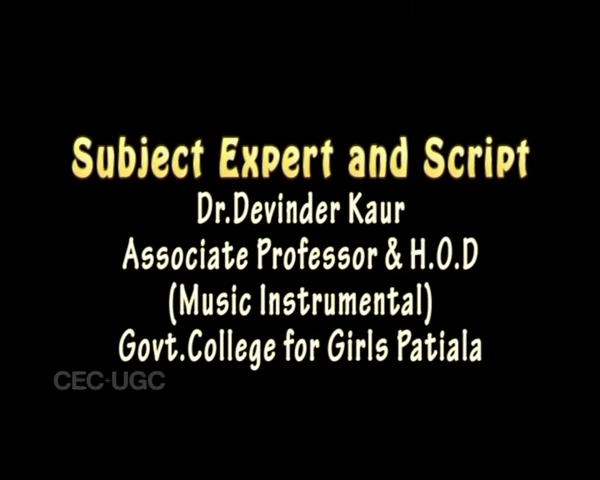 Subject Expert and Script
Dr.Devinder Kaur
Associate Professor & H.O.D
(Music Instrumental)
Govt.College for Girls Patiala
CEC-UGC